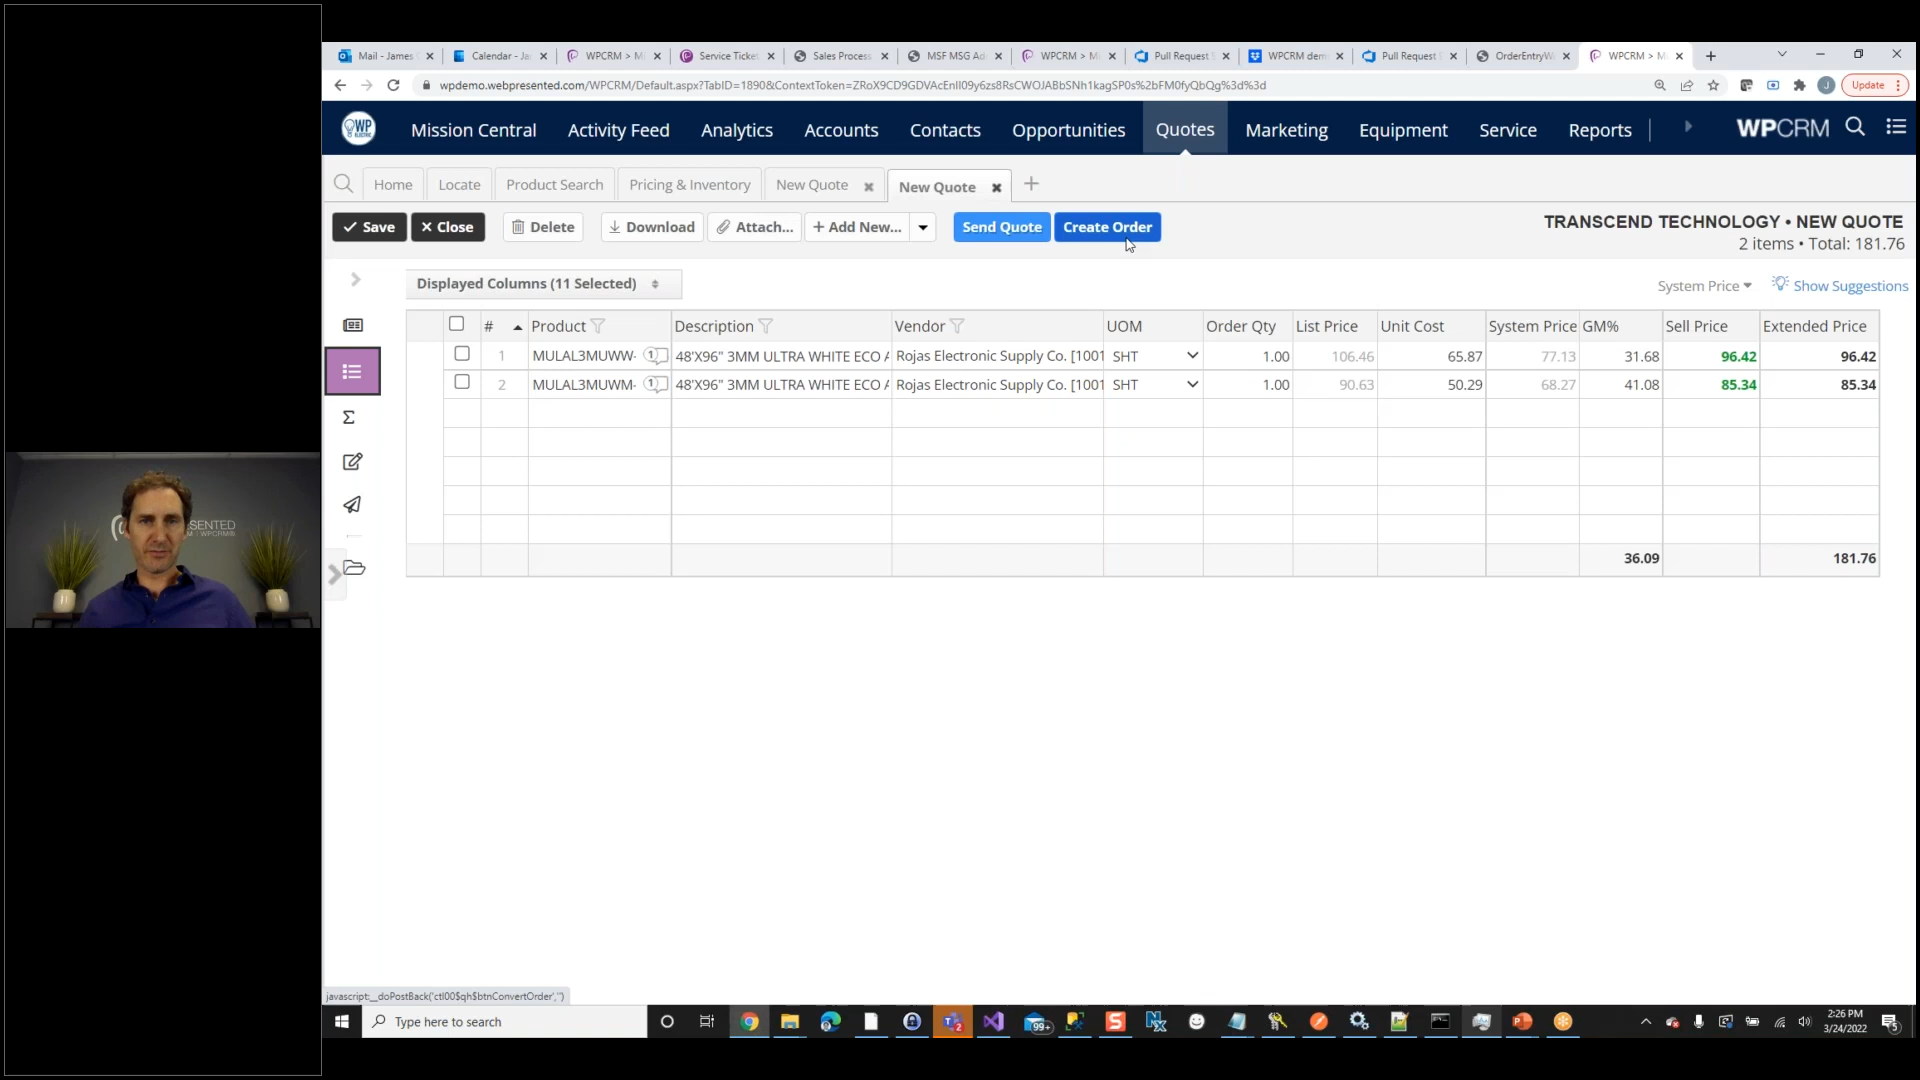 Mail - James
Calendar - Ja
WPCRM > M
Service Ticket
Sales Process
MSF MSG Ad
WPCRM > M
Pull Request
WPCRM dem
Pull Request
OrderEntryW
WPCRM > M
wpdemo.webpresented.com/WPCRM/Default.aspx?TabID=1890&ContextToken=ZRoX9CD9GDVAcEnII09y6zs8RsCWOJABbSNh1kagSP0s%2bFM0fyQbQg%3d%3d
Update
WP
Mission Central
Activity Feed
Analytics
Accounts
Contacts
Opportunities
Quotes
Marketing
Equipment
Service
Reports
WPCRM
Home
Locate
Product Search
Pricing & Inventory
New Quote
New Quote
Save
Close
Delete
Download
Attach...
Add New...
Send Quote
Create Order
TRANSCEND TECHNOLOGY • NEW QUOTE
2 items • Total: 181.76
Displayed Columns (11 Selected)
System Price
Show Suggestions
# Product Description Vendor UOM Order Qty List Price Unit Cost System Price GM% Sell Price Extended Price
1 MULAL3MUWW- 1 48'X96" 3MM ULTRA WHITE ECO A Rojas Electronic Supply Co. [1001 SHT 1.00 106.46 65.87 77.13 31.68 96.42 96.42
2 MULAL3MUWM- 1 48'X96" 3MM ULTRA WHITE ECO A Rojas Electronic Supply Co. [1001 SHT 1.00 90.63 50.29 68.27 41.08 85.34 85.34
36.09 181.76
SENTED
WPCRM®
javascript:__doPostBack('ctl00$qh$btnConvertOrder','')
Type here to search
2
99+
2:26 PM
3/24/2022
5